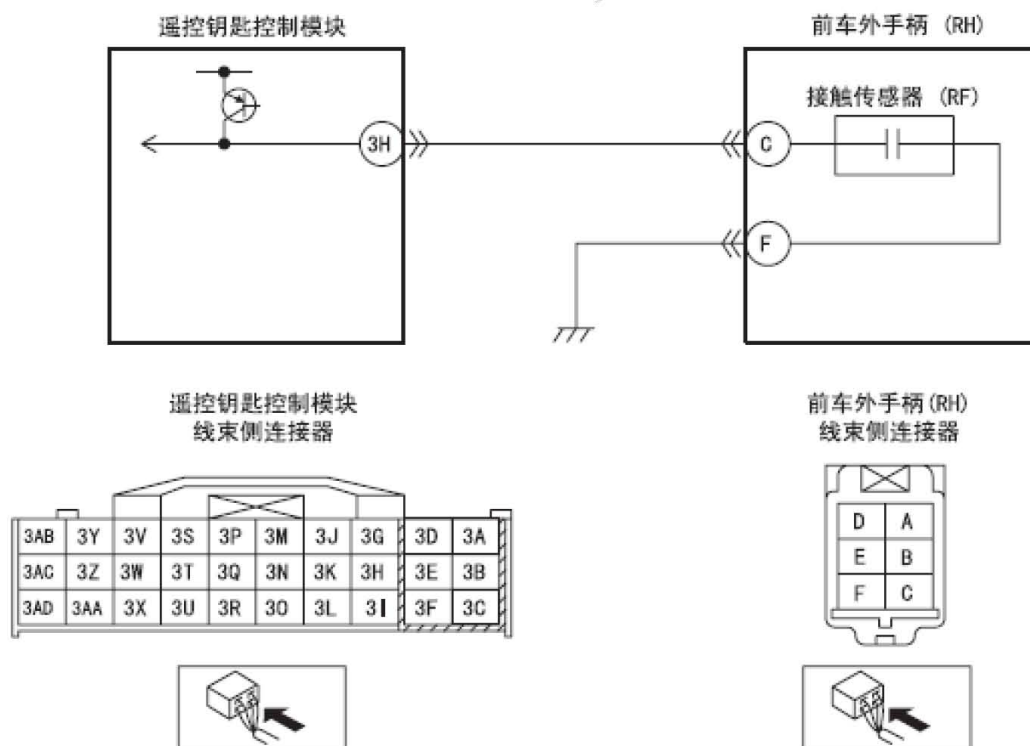 遥控钥匙控制模块
前车外手柄 (RH)
接触传感器 (RF)
3H
C
F
遥控钥匙控制模块
线束侧连接器
前车外手柄(RH)
线束侧连接器
3AB 3Y 3V 3S 3P 3M 3J 3G 3D 3A
3AC 3Z 3W 3T 3Q 3N 3K 3H 3E 3B
3AD 3AA 3X 3U 3R 3O 3L 3I 3F 3C
D A
E B
F C